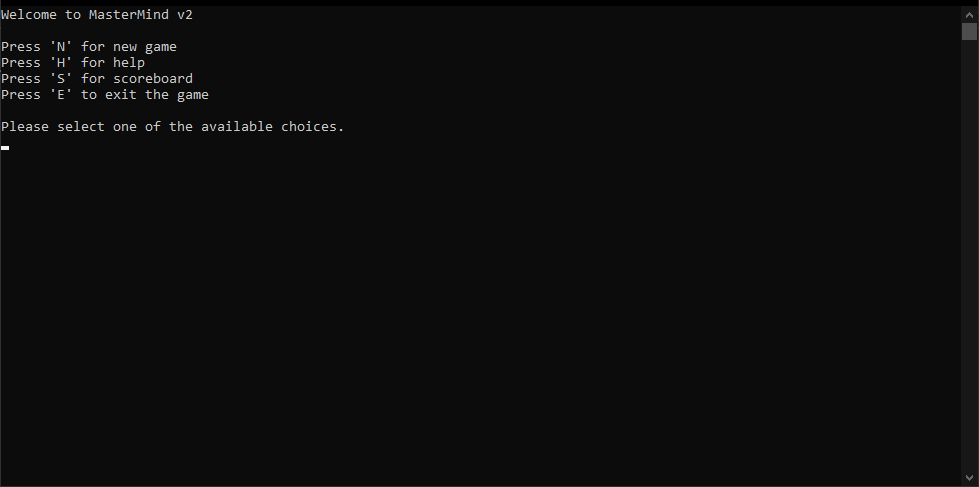 Welcome to MasterMind v2
Press 'N' for new game
Press 'H' for help
Press 'S' for scoreboard
Press 'E' to exit the game
Please select one of the available choices.